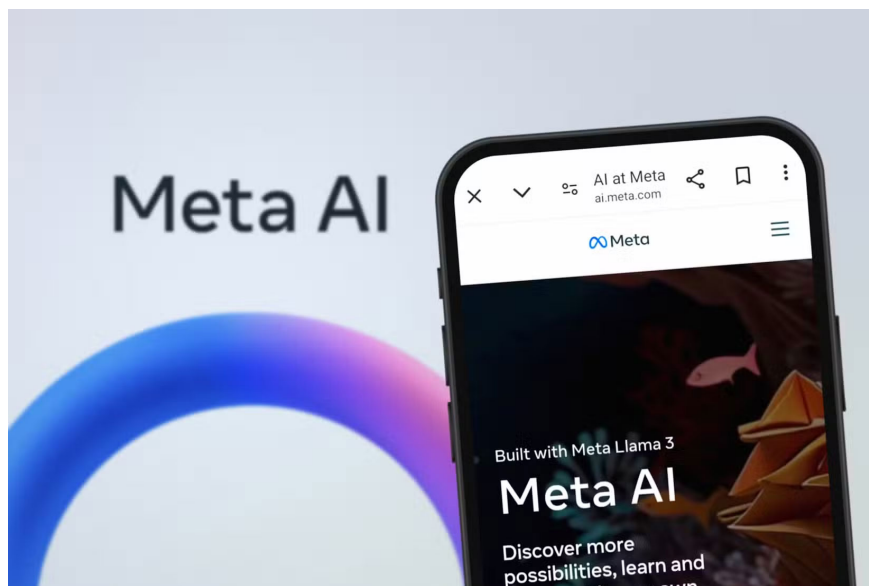 Meta AI
AI at Meta
ai.meta.com
Meta
Built with Meta Llama 3
Meta AI
Discover more
possibilities, learn and